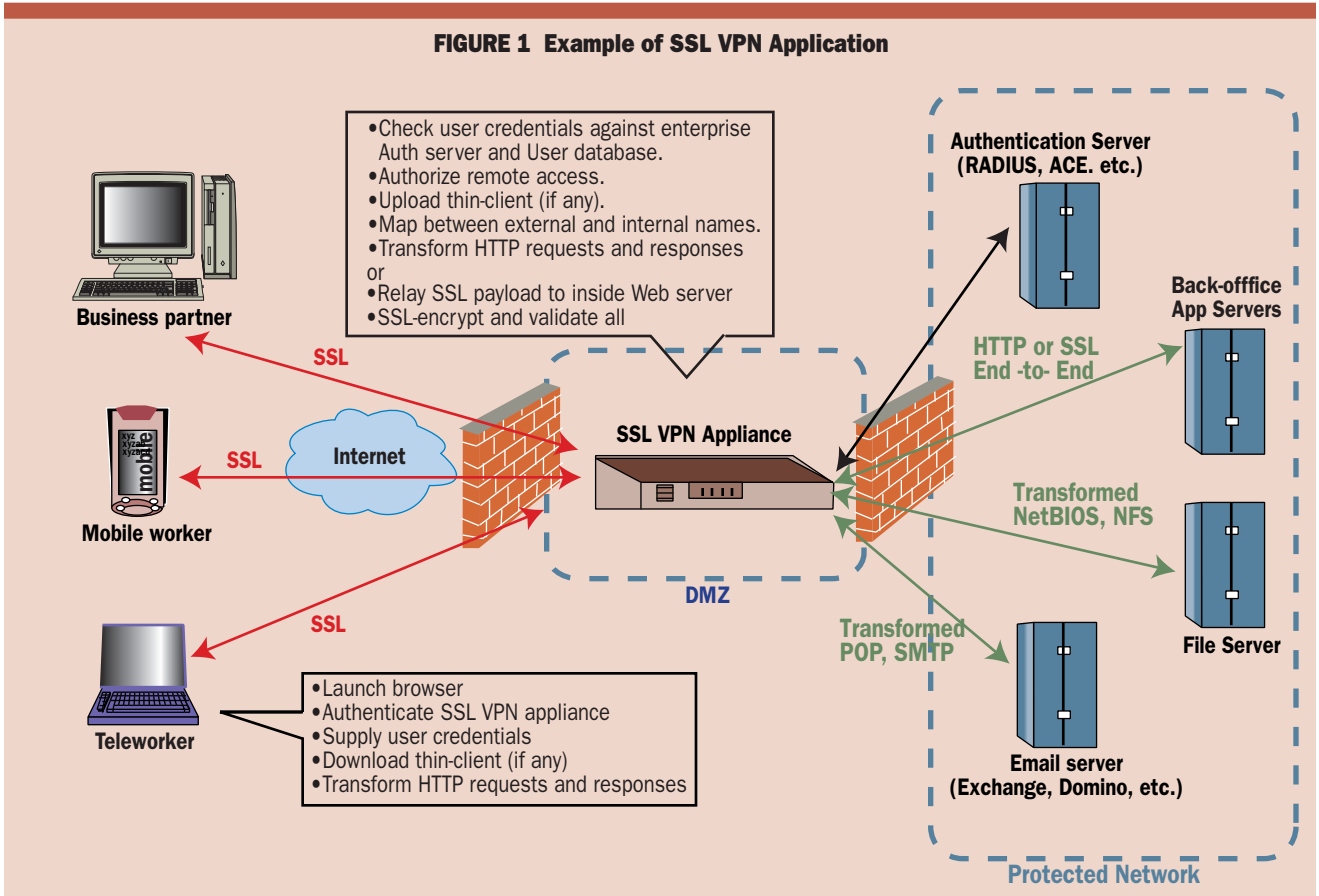 FIGURE 1 Example of SSL VPN Application
•Check user credentials against enterprise
Auth server and User database.
•Authorize remote access.
•Upload thin-client (if any).
•Map between external and internal names.
•Transform HTTP requests and responses
or
•Relay SSL payload to inside Web server
•SSL-encrypt and validate all
Authentication Server
(RADIUS, ACE. etc.)
Back-offfice
App Servers
Business partner
SSL
HTTP or SSL
End -to- End
SSL VPN Appliance
Internet
SSL
xyz
xyzab
xyzabcd
mobile
Mobile worker
Transformed
NetBIOS, NFS
DMZ
SSL
Transformed
POP, SMTP
File Server
•Launch browser
•Authenticate SSL VPN appliance
•Supply user credentials
•Download thin-client (if any)
•Transform HTTP requests and responses
Teleworker
Email server
(Exchange, Domino, etc.)
Protected Network